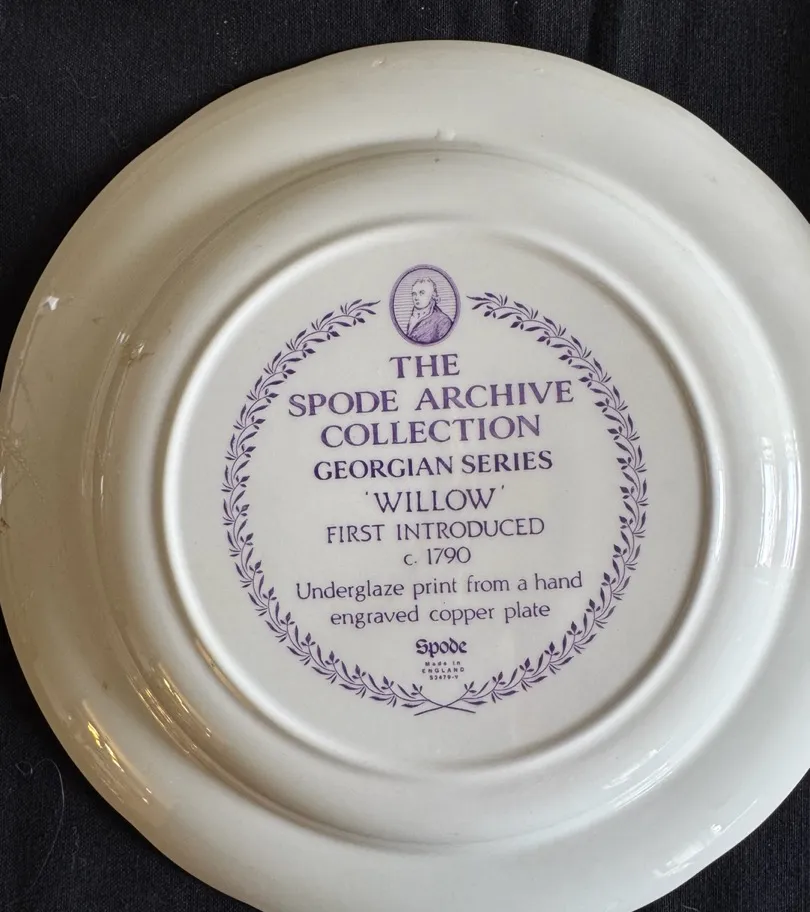 THE
SPODE ARCHIVE
COLLECTION
GEORGIAN SERIES
'WILLOW'
FIRST INTRODUCED
c. 1790
Underglaze print from a hand
engraved copper plate
Spode
Made in
ENGLAND